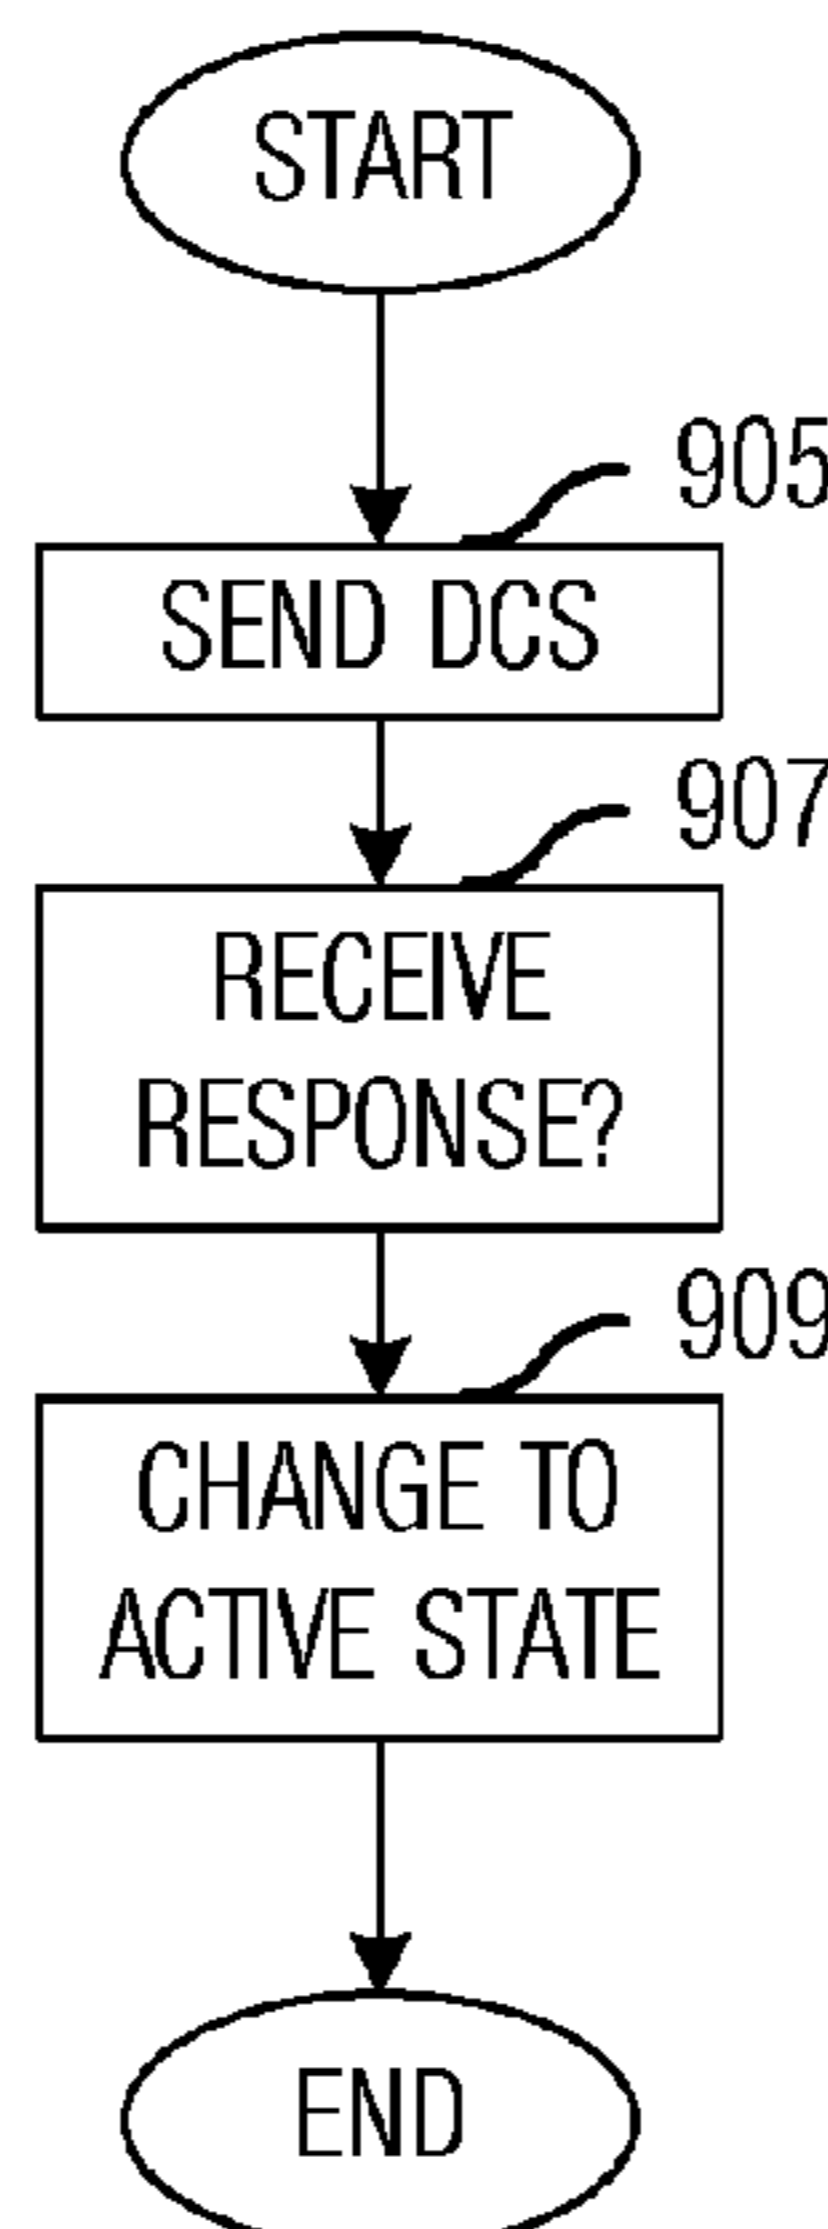 START
905
SEND DCS
907
RECEIVE
RESPONSE?
909
CHANGE TO
ACTIVE STATE
END